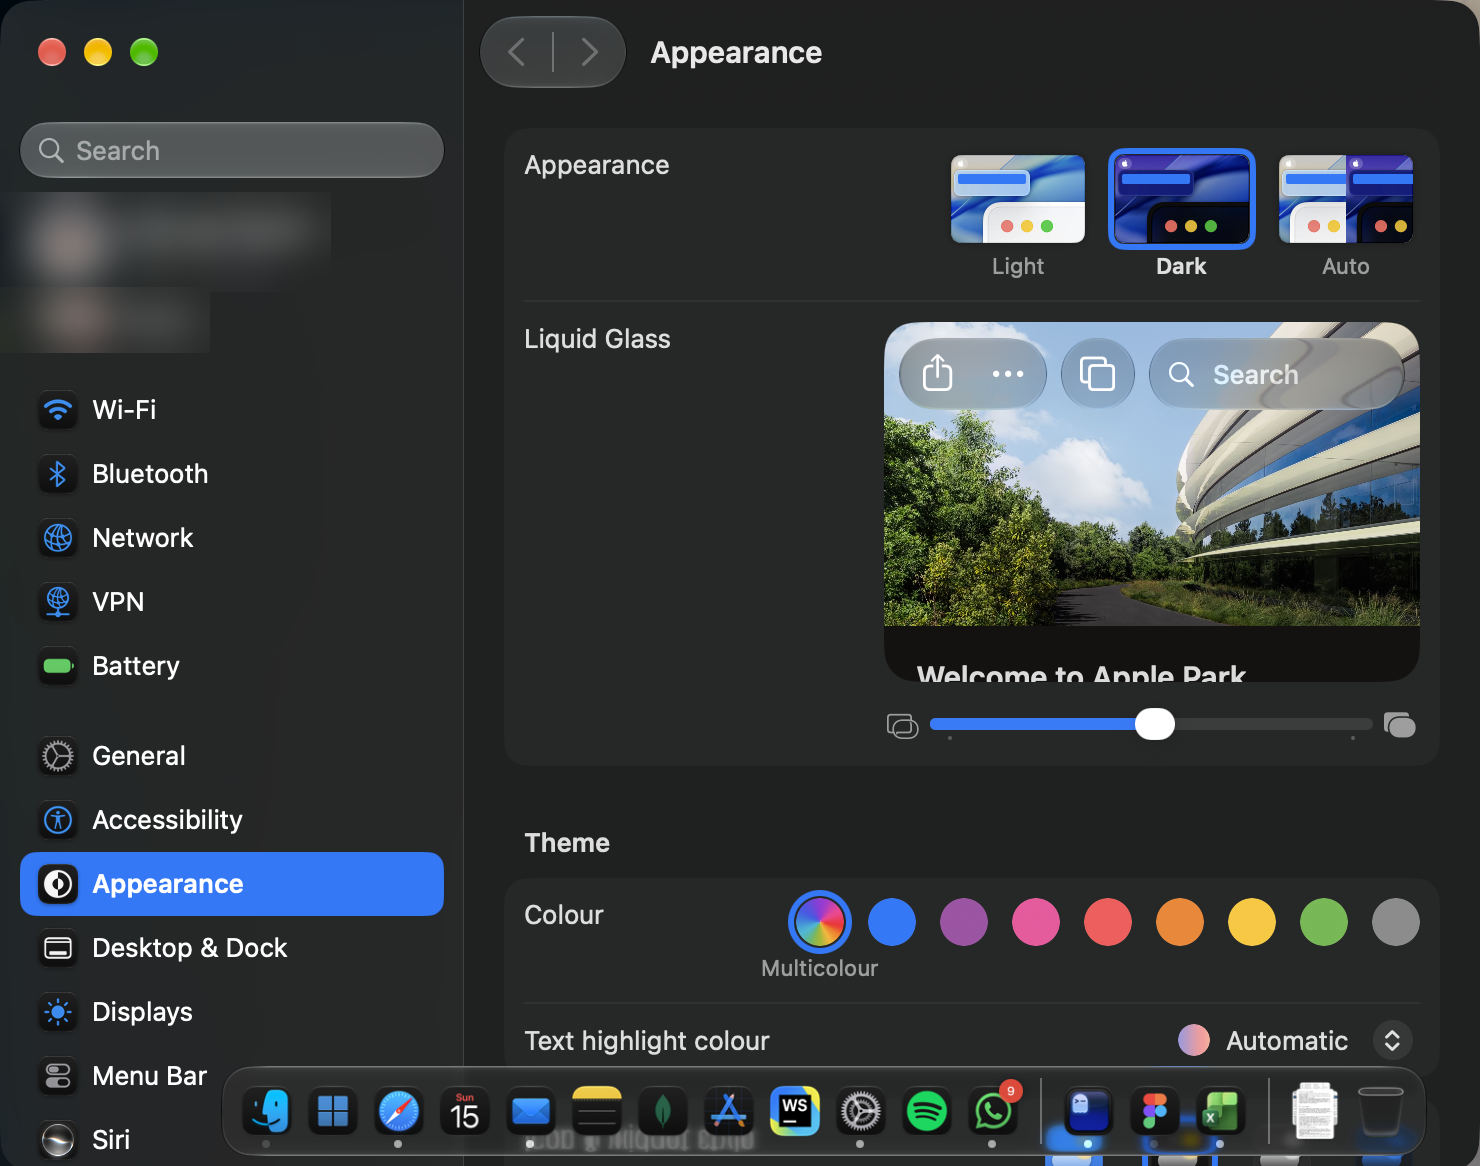 Appearance
Search
Appearance
Light
Dark
Auto
Liquid Glass
Search
Welcome to Apple Park
Wi-Fi
Bluetooth
Network
VPN
Battery
General
Accessibility
Appearance
Desktop & Dock
Displays
Menu Bar
Siri
Theme
Colour
Multicolour
Text highlight colour
Automatic
Sun
15
WS
9
X